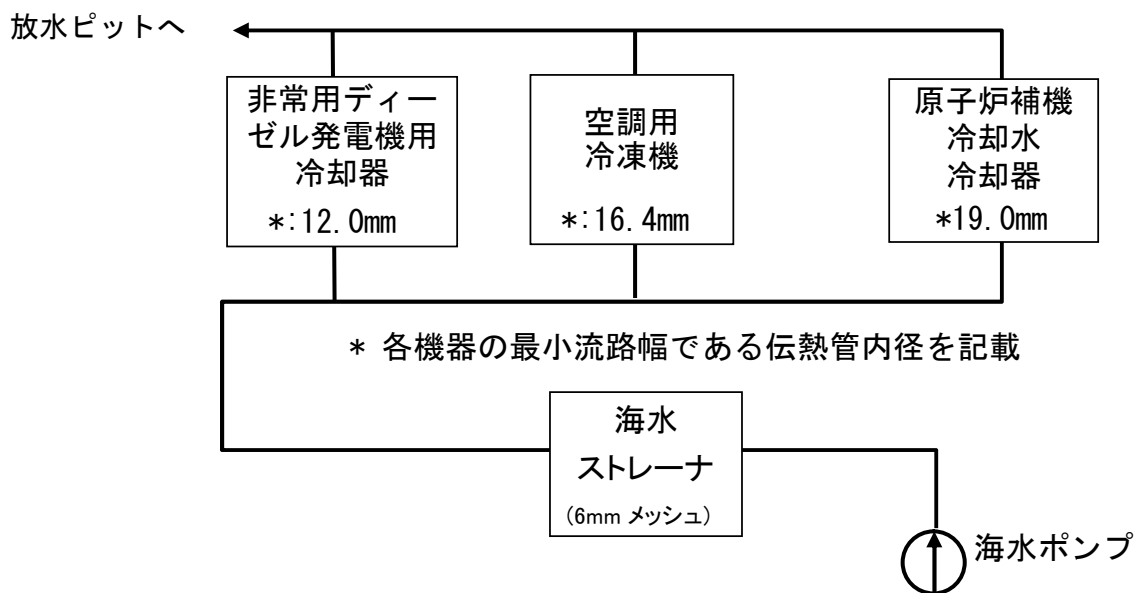 放水ピットへ
非常用ディー
ゼル発電機用
冷却器
*:12.0mm
空調用
冷凍機
*:16.4mm
原子炉補機
冷却水
冷却器
*19.0mm
* 各機器の最小流路幅である伝熱管内径を記載
海水
ストレーナ
(6mm メッシュ)
海水ポンプ